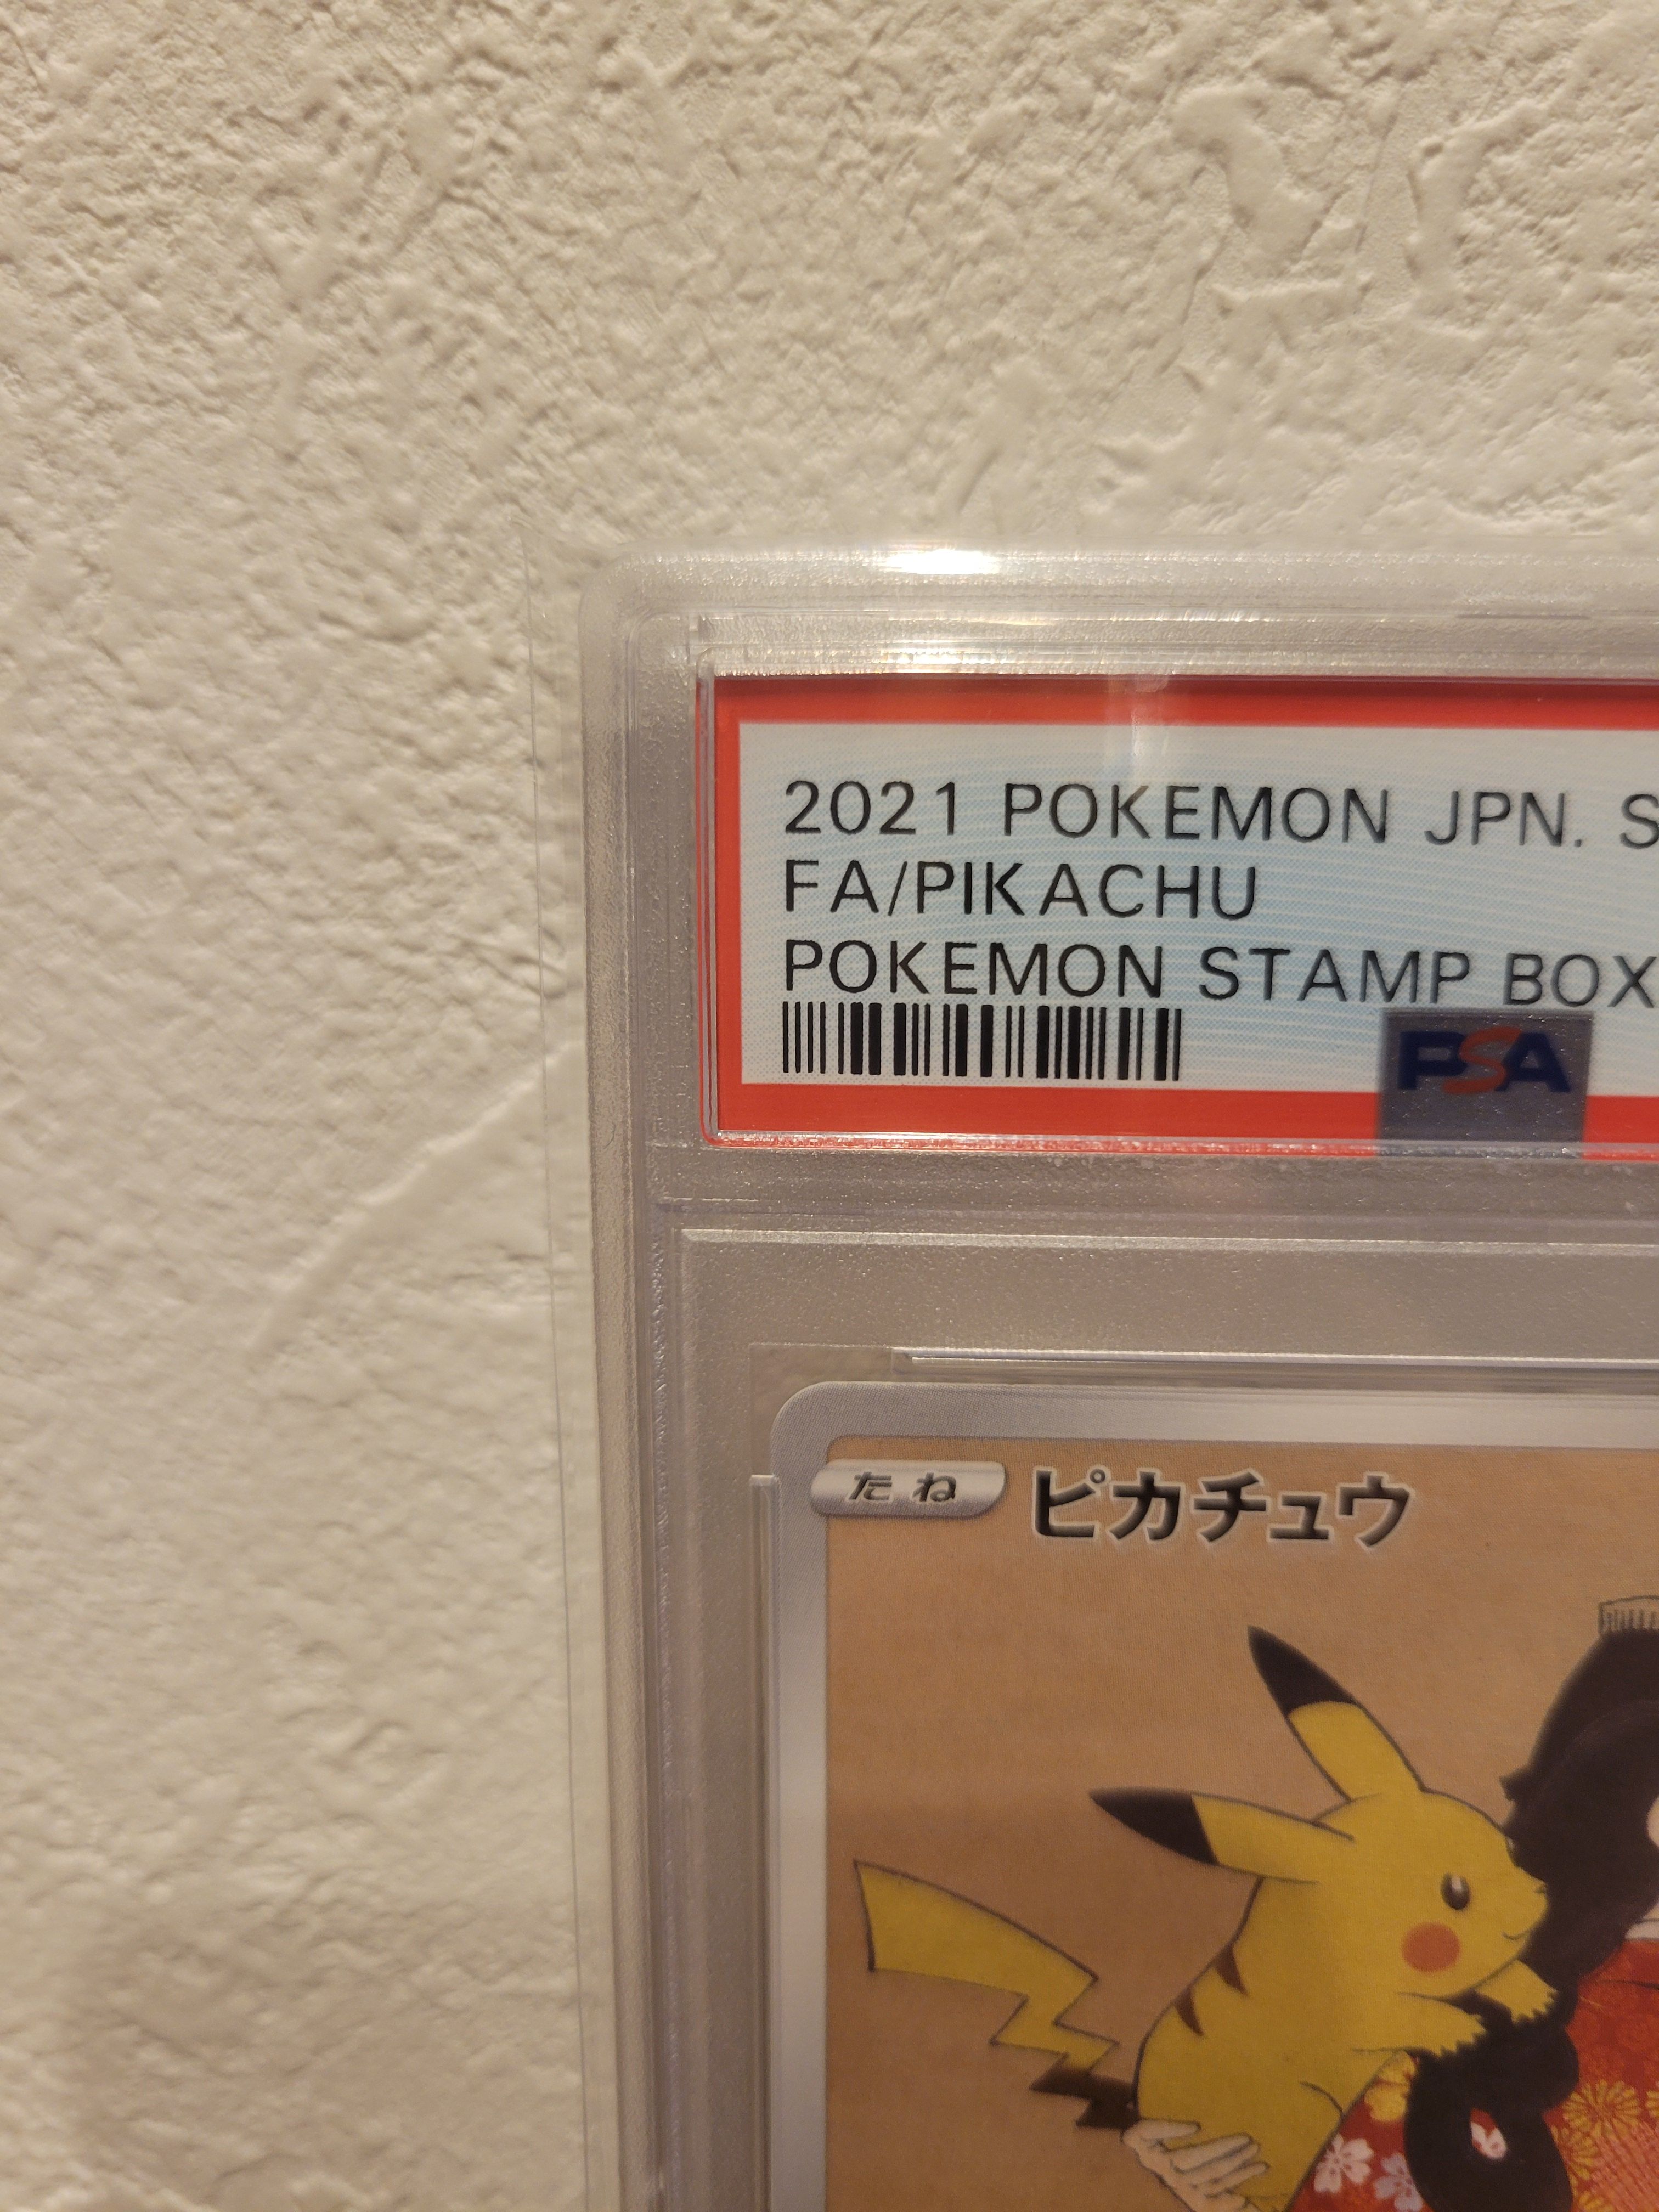 2021 POKEMON JPN. S
FA/PIKACHU
POKEMON STAMP BOX
PSA
たね ピカチュウ